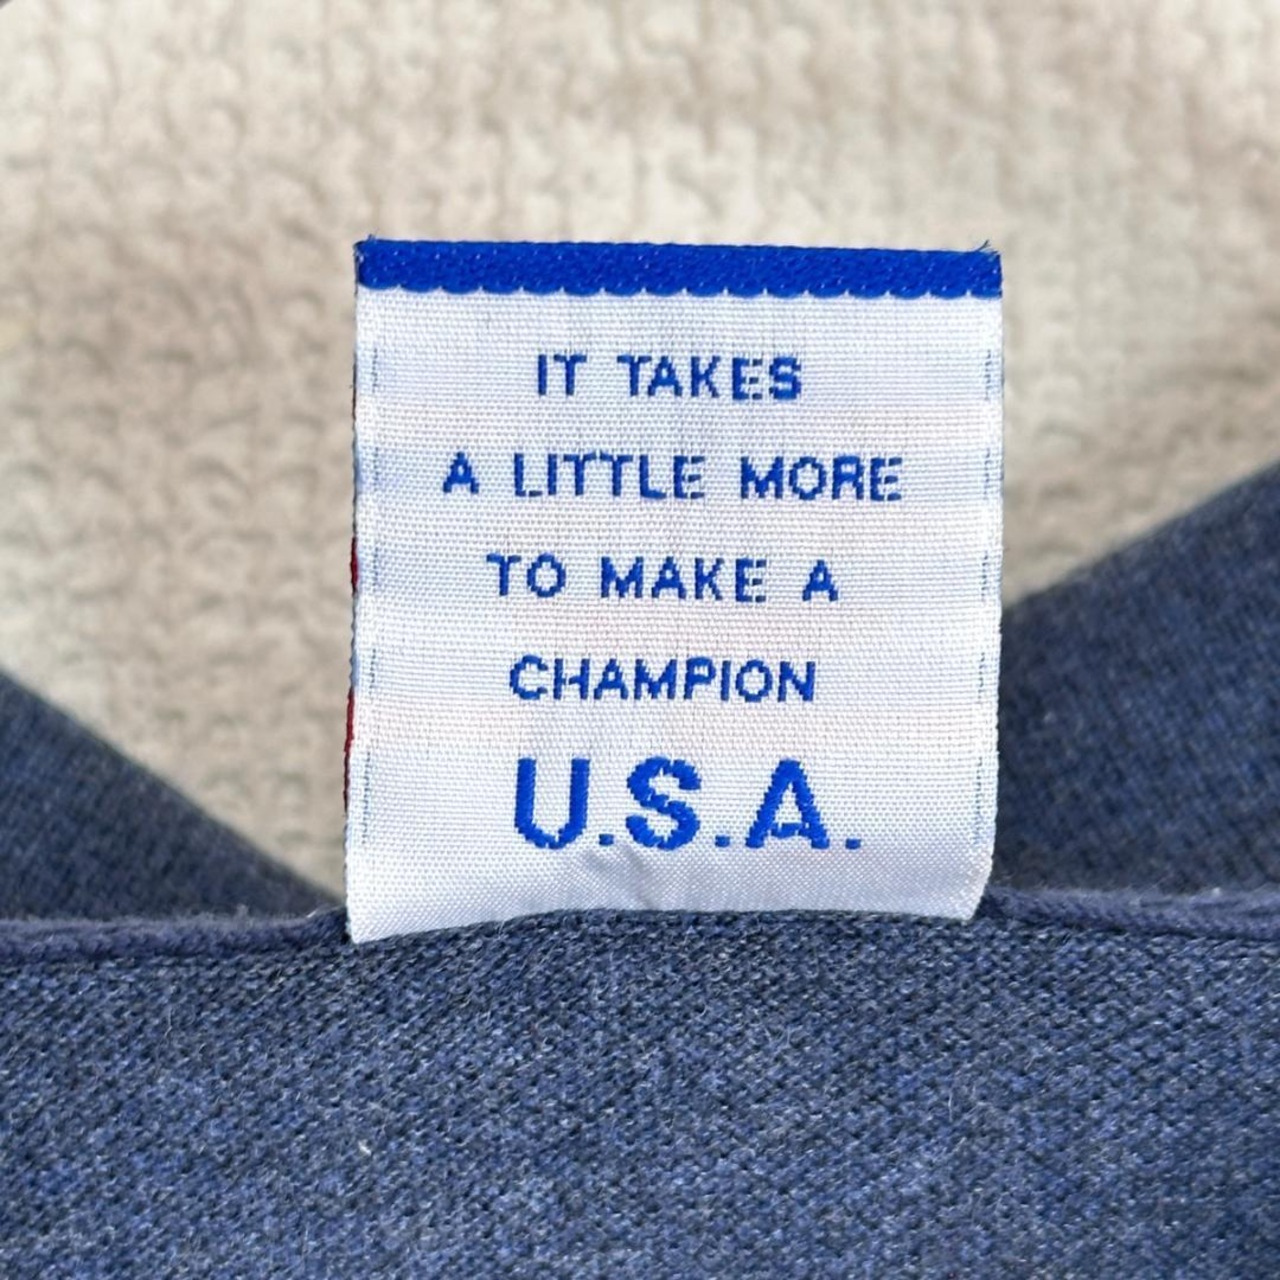 IT TAKES
A LITTLE MORE
TO MAKE A
CHAMPION
U.S.A.